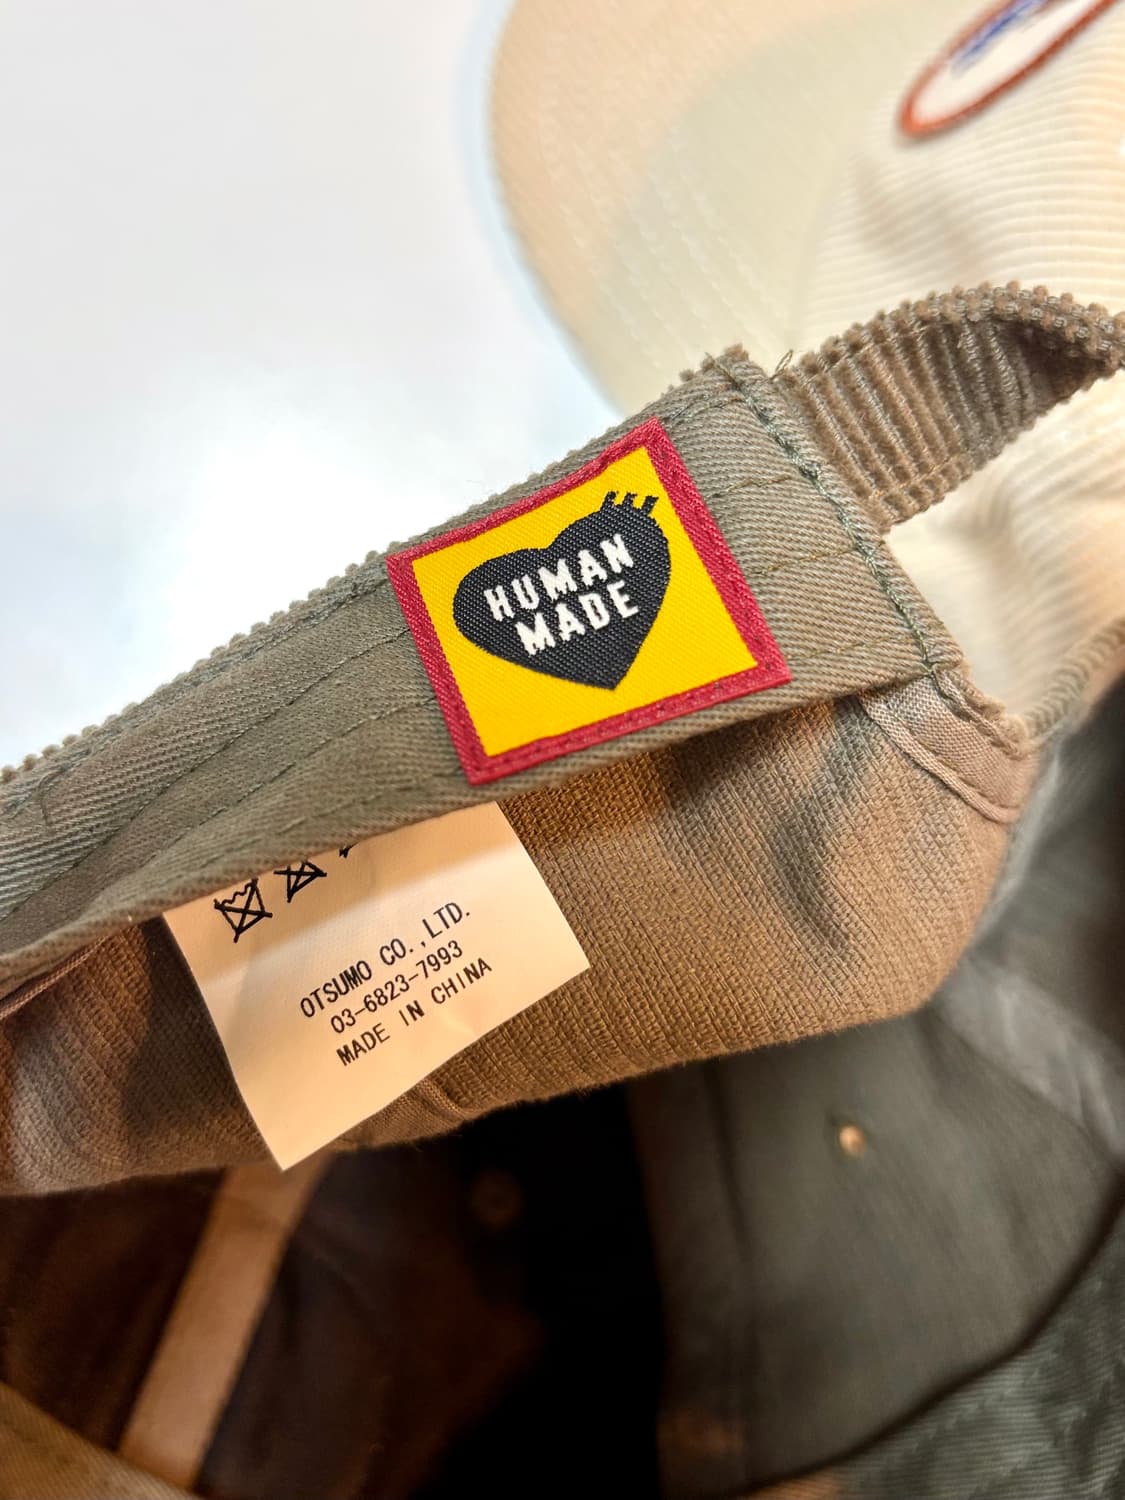 HUMAN
MADE
OTSUMO CO.,LTD.
03-6823-7993
MADE IN CHINA